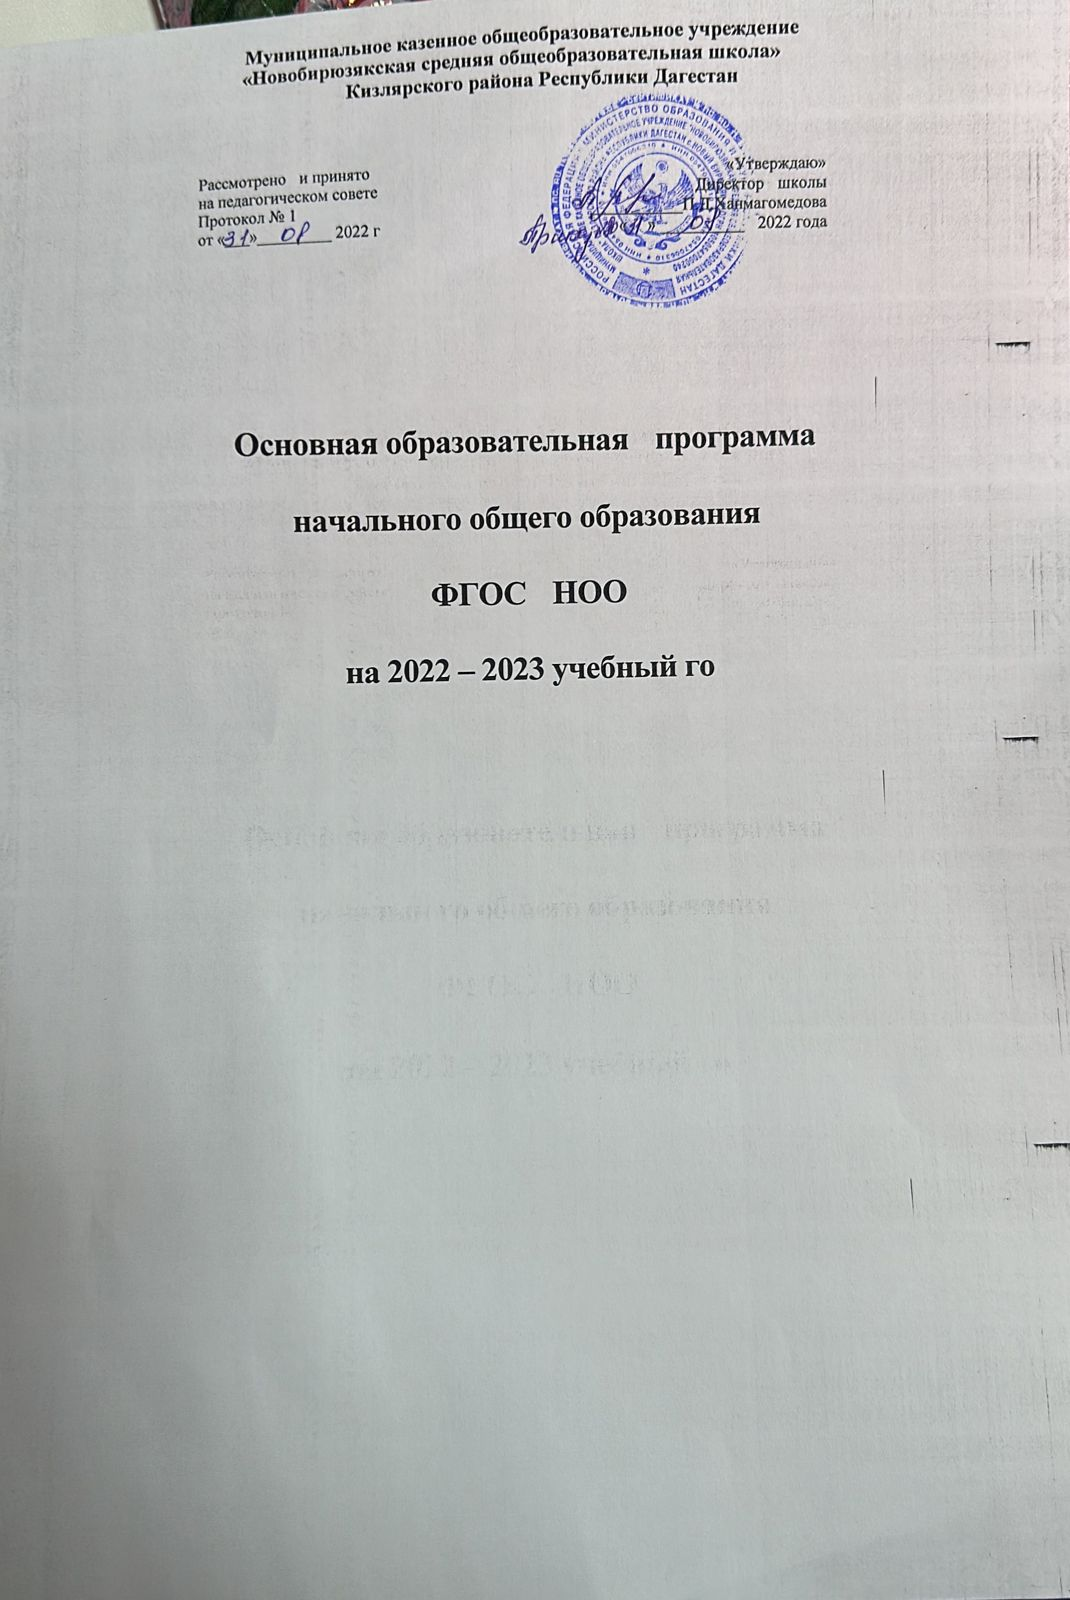 Муниципальное казенное общеобразовательное учреждение
«Новобирюзякская средняя общеобразовательная школа»
Кизлярского района Республики Дагестан
Рассмотрено и принято
на педагогическом совете
Протокол № 1
от «31» 08 2022 г
«Утверждаю»
Директор школы
Ханмагомедова
2022 года
Основная образовательная программа
начального общего образования
ФГОС НОО
на 2022 – 2023 учебный го